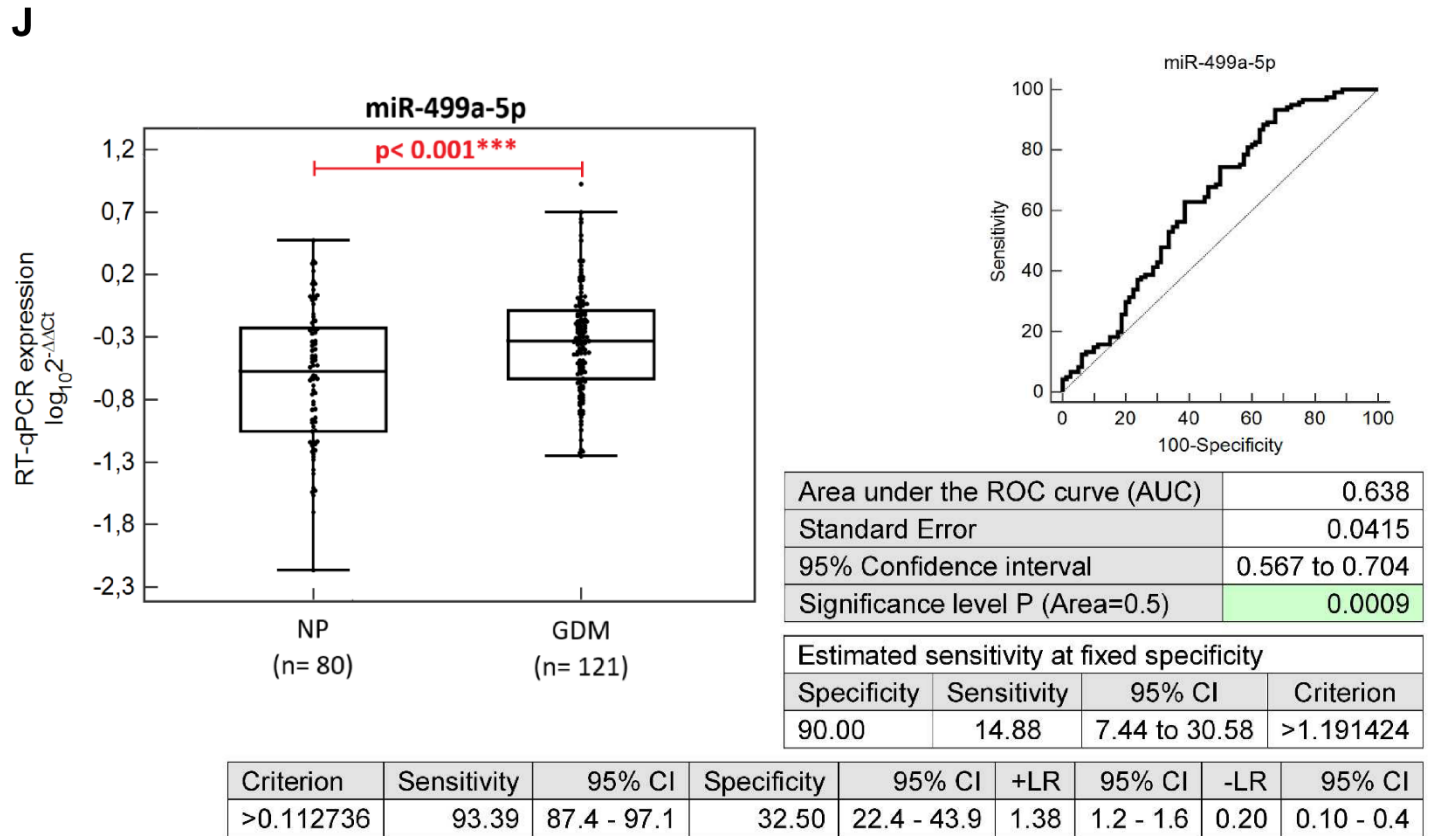 J
miR-499a-5p
p< 0.001***
1,2
0,7
0,2
-0,3
-0,8
-1,3
-1,8
-2,3
RT-qPCR expression
log₁₀2^-ΔΔCt
NP
(n= 80)
GDM
(n= 121)
miR-499a-5p
100
80
60
40
20
0
Sensitivity
0 20 40 60 80 100
100-Specificity
Area under the ROC curve (AUC) 0.638
Standard Error 0.0415
95% Confidence interval 0.567 to 0.704
Significance level P (Area=0.5) 0.0009
Estimated sensitivity at fixed specificity
Specificity Sensitivity 95% CI Criterion
90.00 14.88 7.44 to 30.58 >1.191424
Criterion Sensitivity 95% CI Specificity 95% CI +LR 95% CI -LR 95% CI
>0.112736 93.39 87.4 - 97.1 32.50 22.4 - 43.9 1.38 1.2 - 1.6 0.20 0.10 - 0.4